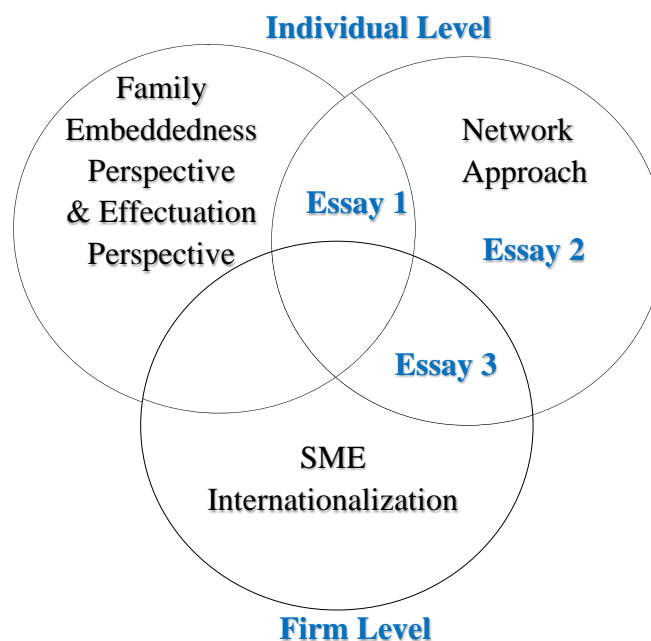 Individual Level
Family
Embeddedness
Perspective
& Effectuation
Perspective
Network
Approach
Essay 1
Essay 2
Essay 3
SME
Internationalization
Firm Level